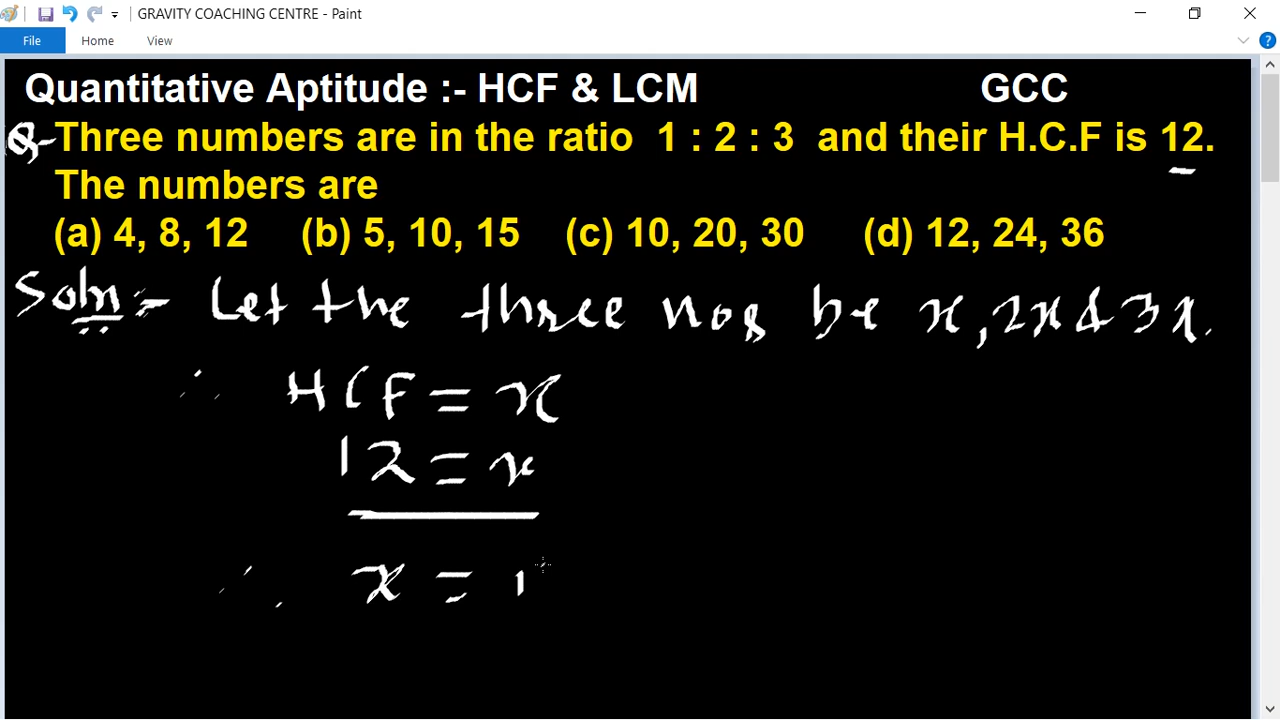 GRAVITY COACHING CENTRE - Paint
File Home View
Quantitative Aptitude :- HCF & LCM GCC
Q- Three numbers are in the ratio 1 : 2 : 3 and their H.C.F is 12.
The numbers are
(a) 4, 8, 12 (b) 5, 10, 15 (c) 10, 20, 30 (d) 12, 24, 36
Soln:- Let the three nos be x, 2x & 3x.
∴ HCF = x
12 = x
∴ x = 1